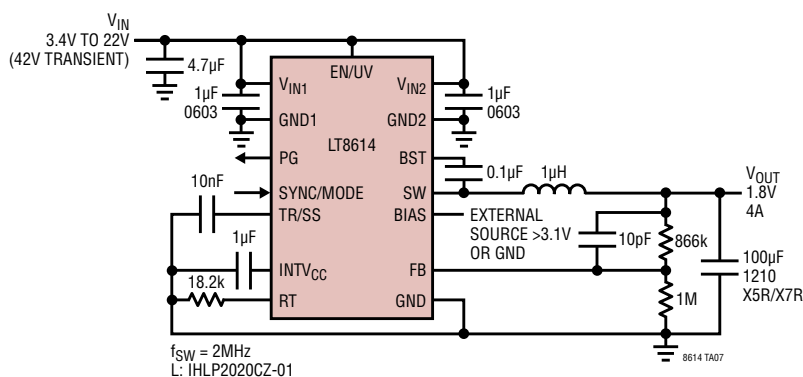 VIN
3.4V TO 22V
(42V TRANSIENT)
4.7µF
EN/UV
VIN1
VIN2
1µF
0603
1µF
0603
GND1
GND2
LT8614
PG
BST
0.1µF
1µH
VOUT
1.8V
4A
10nF
SYNC/MODE
SW
TR/SS
BIAS
EXTERNAL
SOURCE >3.1V
OR GND
10pF
866k
1µF
100µF
1210
X5R/X7R
INTVCC
FB
18.2k
RT
GND
1M
fSW = 2MHz
L: IHLP2020CZ-01
8614 TA07